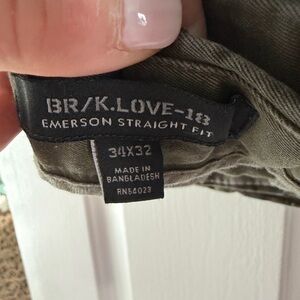 BR/K.LOVE-18
EMERSON STRAIGHT FIT
34X32
MADE IN
BANGLADESH
RN54023